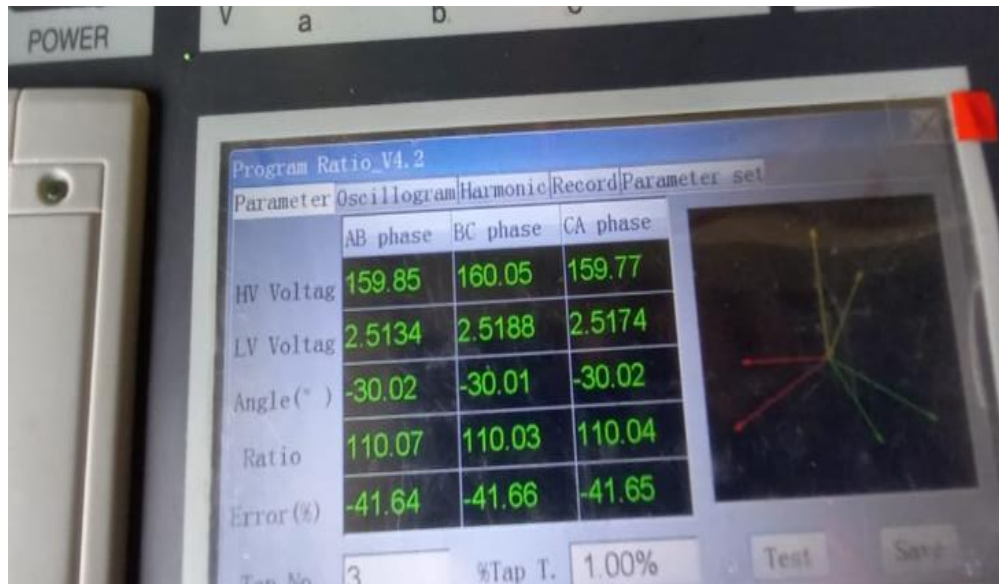 POWER
V a b
Program Ratio_V4.2
Parameter Oscillogram Harmonic Record Parameter set
AB phase BC phase CA phase
HV Voltag 159.85 160.05 159.77
LV Voltag 2.5134 2.5188 2.5174
Angle(° ) -30.02 -30.01 -30.02
Ratio 110.07 110.03 110.04
Error(%) -41.64 -41.66 -41.65
Tap No 3 %Tap T. 1.00% Test Save